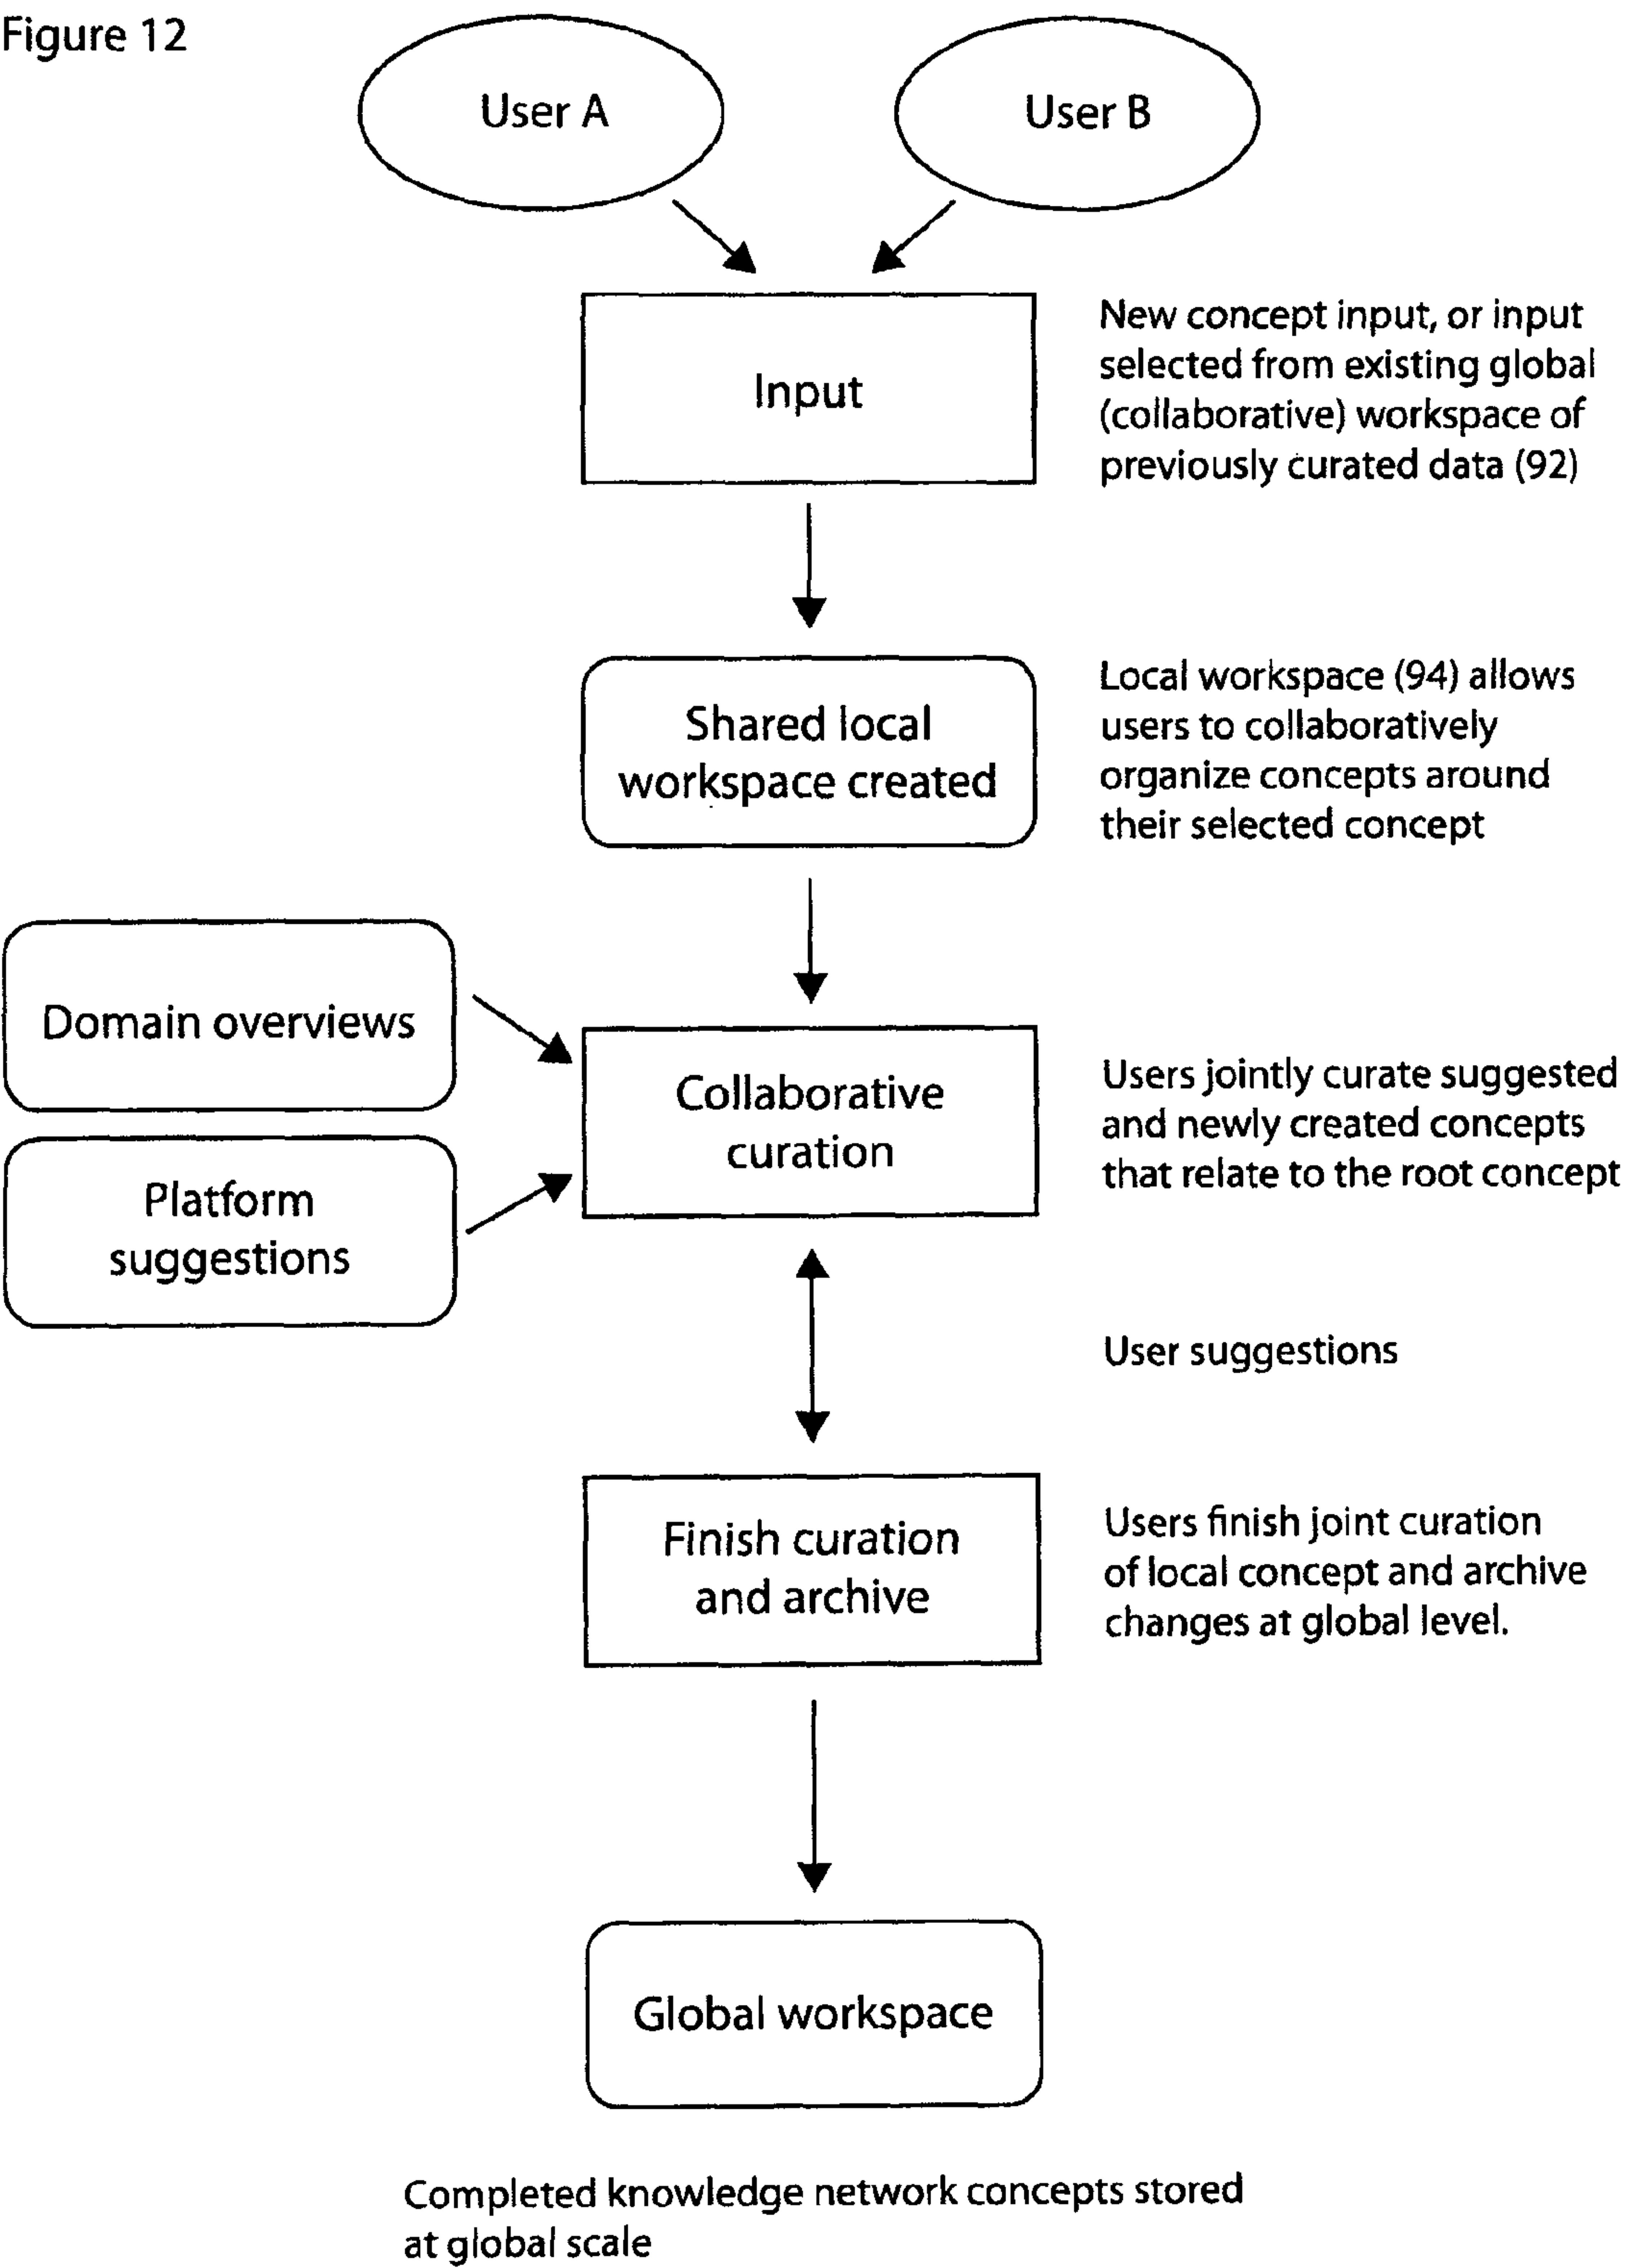 Figure 12
User A
User B
Input
New concept input, or input
selected from existing global
(collaborative) workspace of
previously curated data (92)
Shared local
workspace created
Local workspace (94) allows
users to collaboratively
organize concepts around
their selected concept
Domain overviews
Collaborative
curation
Users jointly curate suggested
and newly created concepts
that relate to the root concept
Platform
suggestions
User suggestions
Finish curation
and archive
Users finish joint curation
of local concept and archive
changes at global level.
Global workspace
Completed knowledge network concepts stored
at global scale